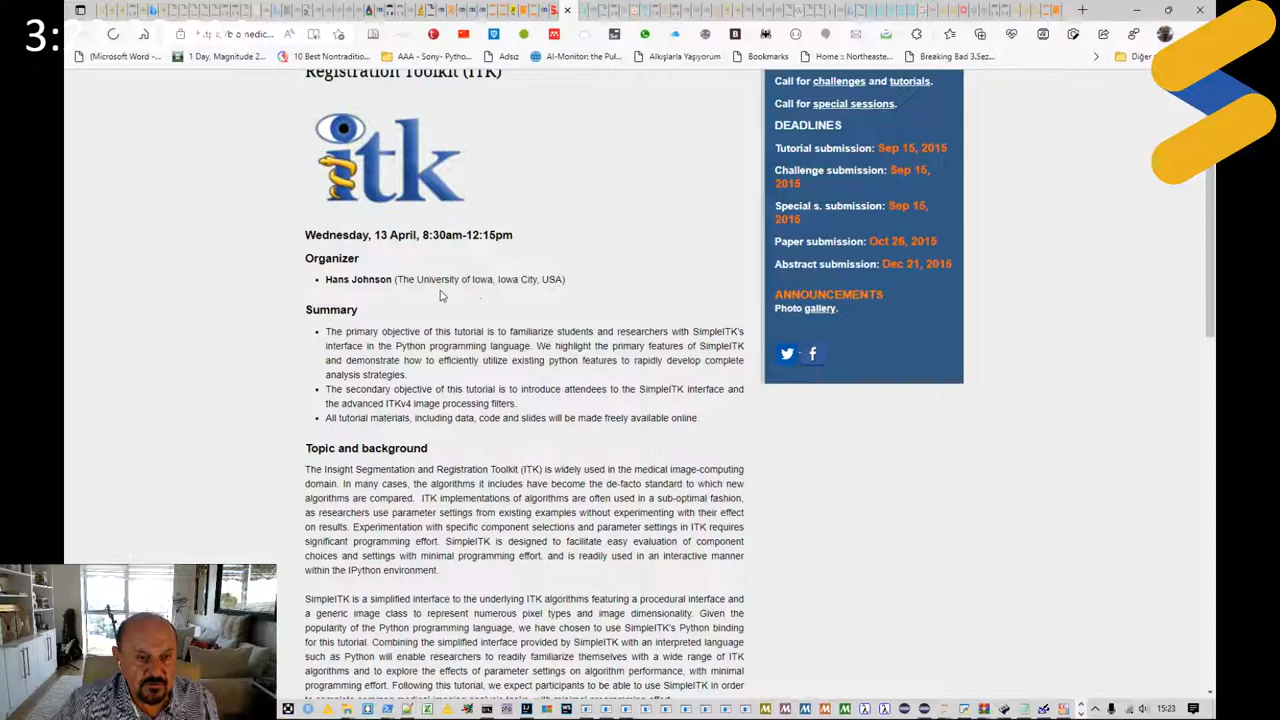 3:
(Microsoft Word -...
1 Day, Magnitude 2...
10 Best Nontraditio...
AAA - Sony- Pytho...
Adsız
Al-Monitor: the Pul...
Alkışlarla Yaşıyorum
Bookmarks
Home :: Northeaste...
Breaking Bad 3.Sez...
Diğer
Registration Toolkit (ITK)
itk
Wednesday, 13 April, 8:30am-12:15pm
Organizer
Hans Johnson (The University of Iowa, Iowa City, USA)
Summary
The primary objective of this tutorial is to familiarize students and researchers with SimpleITK's
interface in the Python programming language. We highlight the primary features of SimpleITK
and demonstrate how to efficiently utilize existing python features to rapidly develop complete
analysis strategies.
The secondary objective of this tutorial is to introduce attendees to the SimpleITK interface and
the advanced ITKv4 image processing filters.
All tutorial materials, including data, code and slides will be made freely available online.
Topic and background
The Insight Segmentation and Registration Toolkit (ITK) is widely used in the medical image-computing
domain. In many cases, the algorithms it includes have become the de-facto standard to which new
algorithms are compared. ITK implementations of algorithms are often used in a sub-optimal fashion,
as researchers use parameter settings from existing examples without experimenting with their effect
on results. Experimentation with specific component selections and parameter settings in ITK requires
significant programming effort. SimpleITK is designed to facilitate easy evaluation of component
choices and settings with minimal programming effort, and is readily used in an interactive manner
within the IPython environment.
SimpleITK is a simplified interface to the underlying ITK algorithms featuring a procedural interface and
a generic image class to represent numerous pixel types and image dimensionality. Given the
popularity of the Python programming language, we have chosen to use SimpleITK's Python binding
for this tutorial. Combining the simplified interface provided by SimpleITK with an interpreted language
such as Python will enable researchers to readily familiarize themselves with a wide range of ITK
algorithms and to explore the effects of parameter settings on algorithm performance, with minimal
programming effort. Following this tutorial, we expect participants to be able to use SimpleITK in order
Call for challenges and tutorials.
Call for special sessions.
DEADLINES
Tutorial submission: Sep 15, 2015
Challenge submission: Sep 15,
2015
Special s. submission: Sep 15,
2015
Paper submission: Oct 26, 2015
Abstract submission: Dec 21, 2015
ANNOUNCEMENTS
Photo gallery.
15:23